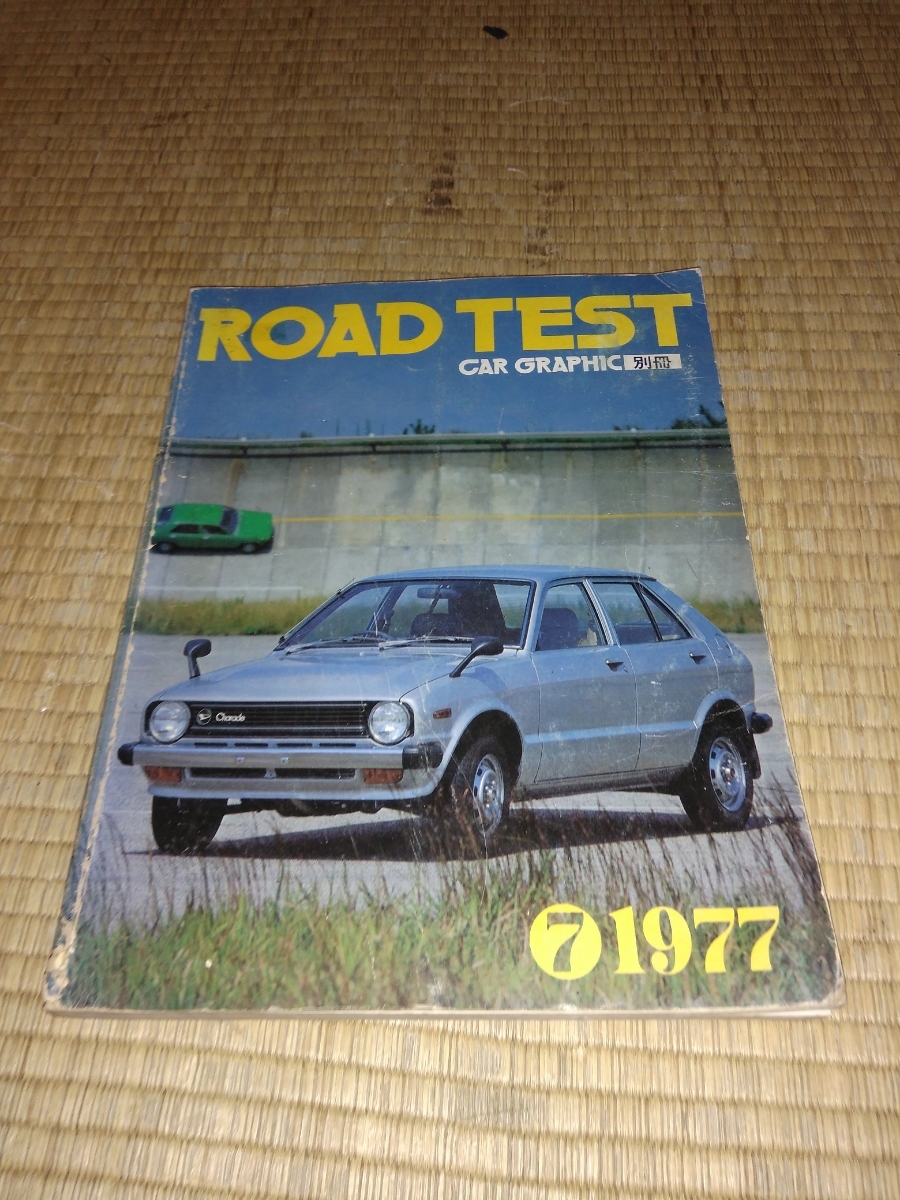 ROAD TEST
CAR GRAPHIC 別冊
Charade
7 1977